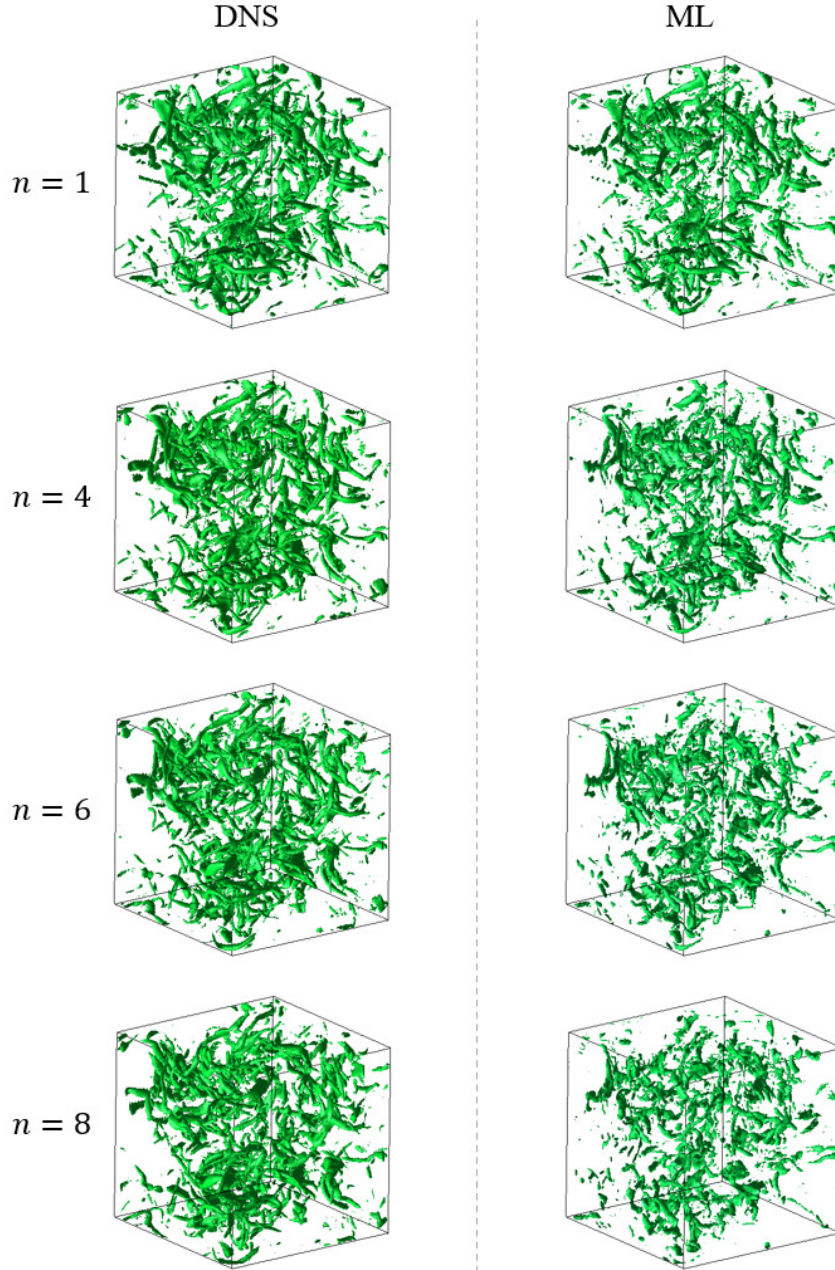 DNS ML
n = 1
n = 4
n = 6
n = 8